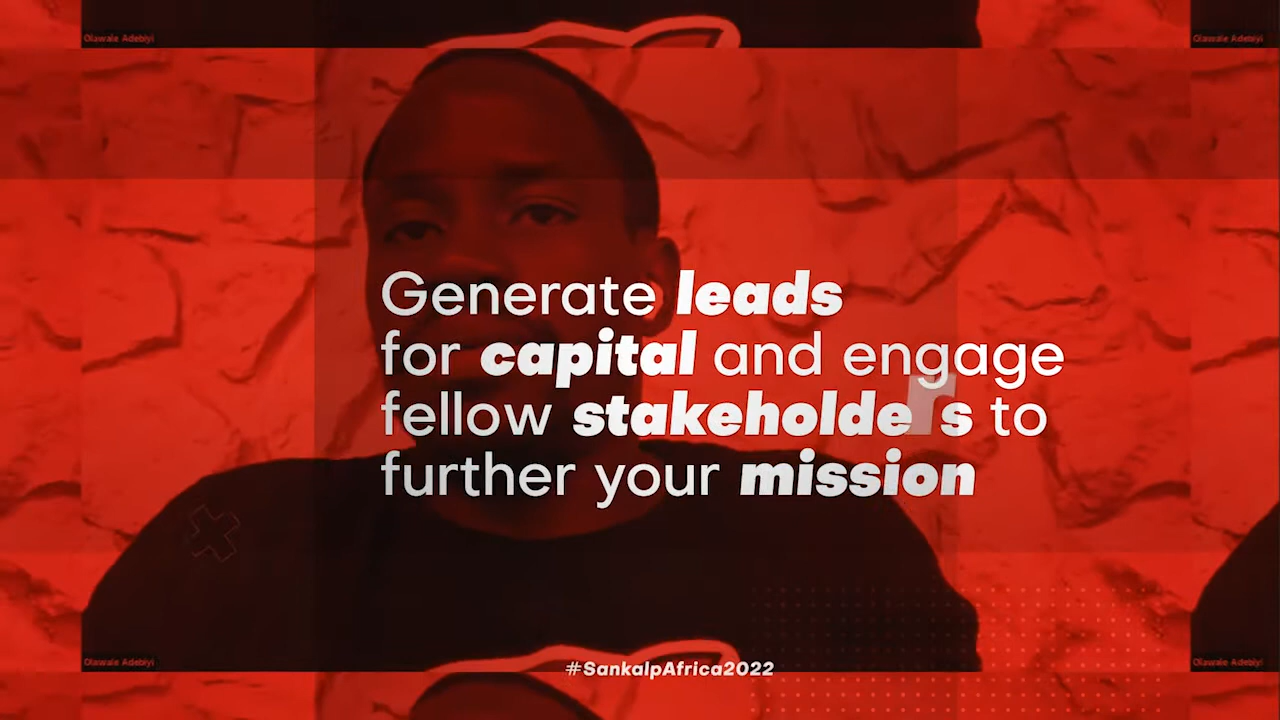 Olawale Adebiyi
Olawale Adebiyi
Generate leads
for capital and engage
fellow stakeholders to
further your mission
Olawale Adebiyi
Olawale Adebiyi
#SankalpAfrica2022